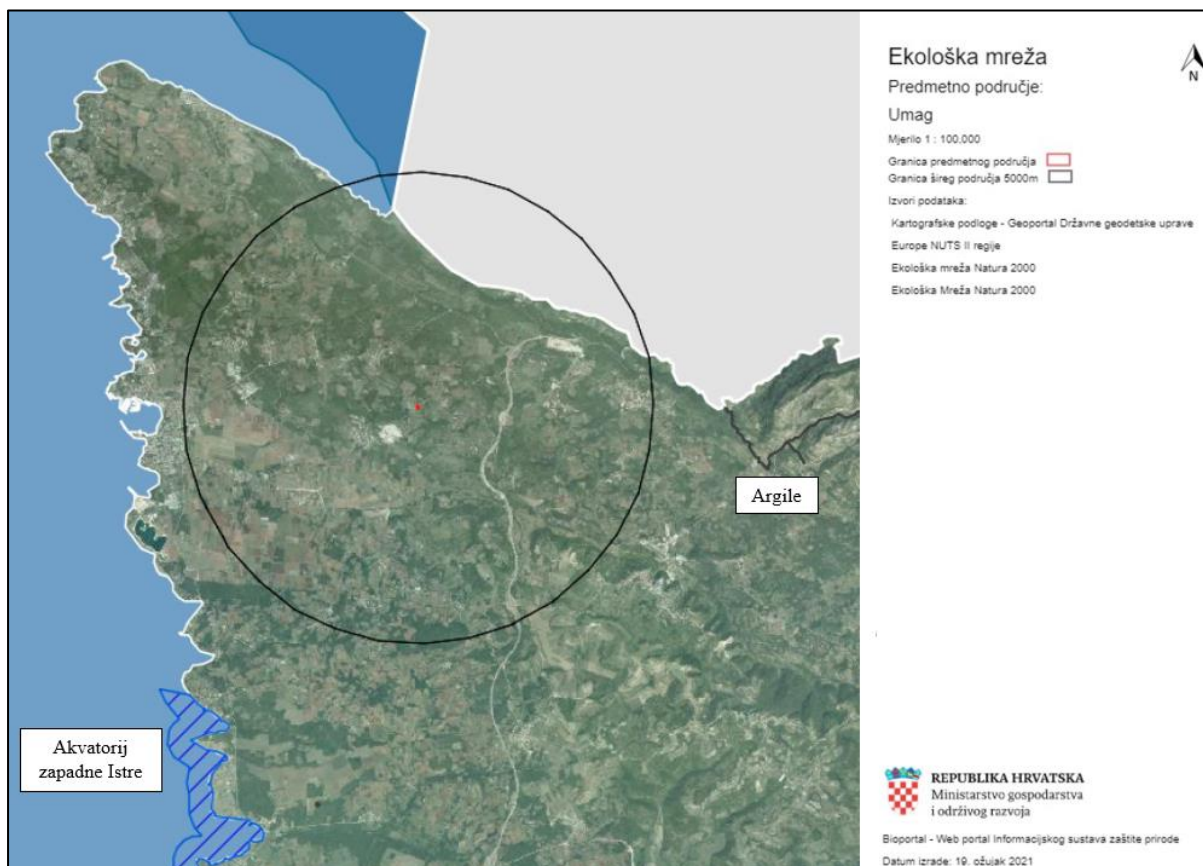 Ekološka mreža
N
Predmetno područje:
Umag
Mjerilo 1 : 100,000
Granica predmetnog područja
Granica šireg područja 5000m
Izvori podataka:
Kartografske podloge - Geoportal Državne geodetske uprave
Europe NUTS II regije
Ekološka mreža Natura 2000
Ekološka Mreža Natura 2000
Argile
Akvatorij
zapadne Istre
REPUBLIKA HRVATSKA
Ministarstvo gospodarstva
i održivog razvoja
Bioportal - Web portal Informacijskog sustava zaštite prirode
Datum izrade: 19. ožujak 2021